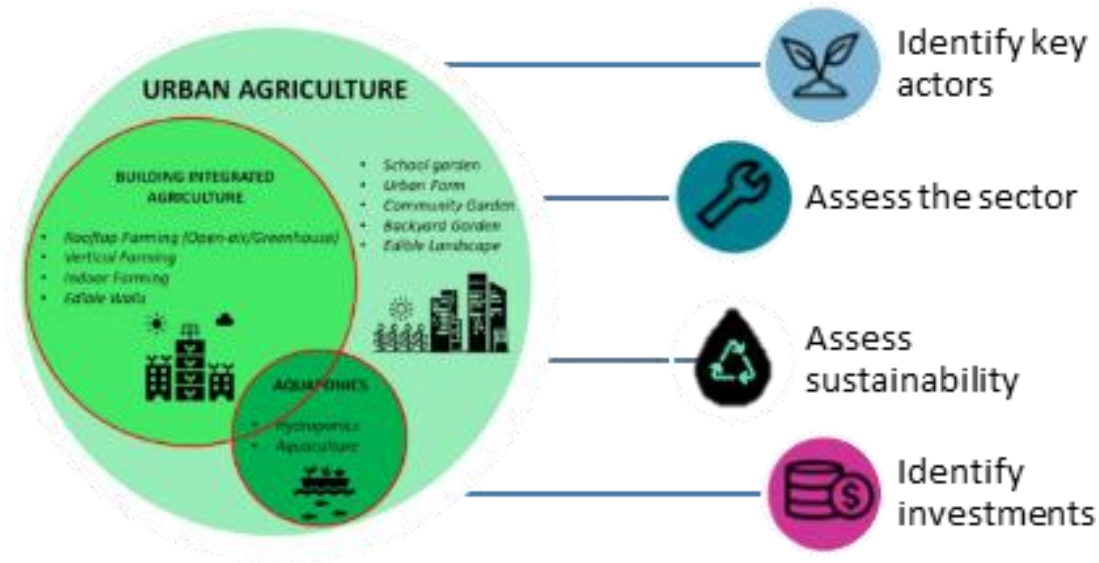 URBAN AGRICULTURE
BUILDING INTEGRATED
AGRICULTURE
• Rooftop Farming (Open-air/Greenhouse)
• Vertical Farming
• Indoor Farming
• Edible Walls
• School garden
• Urban Farm
• Community Garden
• Backyard Garden
• Edible Landscape
AQUAPONICS
• Hydroponics
• Aquaculture
Identify key
actors
Assess the sector
Assess
sustainability
Identify
investments
$